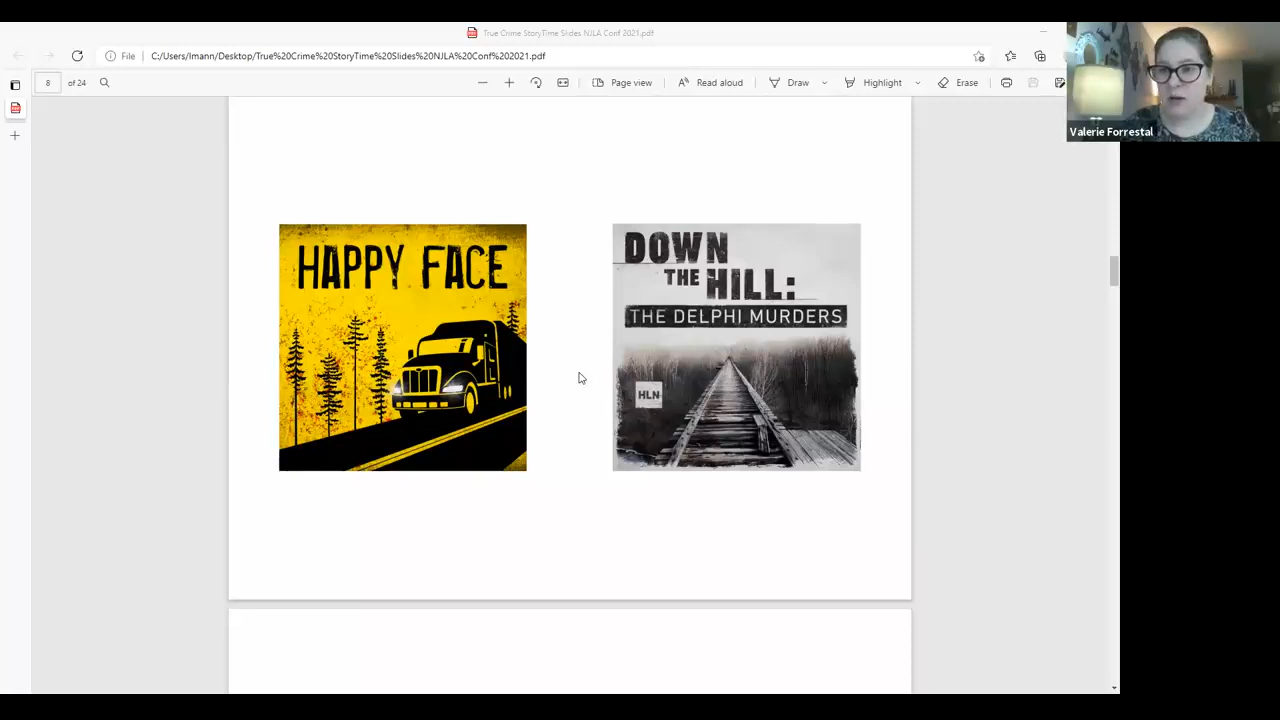 True Crime StoryTime Slides NJLA Conf 2021.pdf
File C:/Users/lmann/Desktop/True%20Crime%20StoryTime%20Slides%20NJLA%20Conf%202021.pdf
8 of 24 Page view Read aloud Draw Highlight Erase
Valerie Forrestal
HAPPY FACE
DOWN
THE HILL:
THE DELPHI MURDERS
HLN